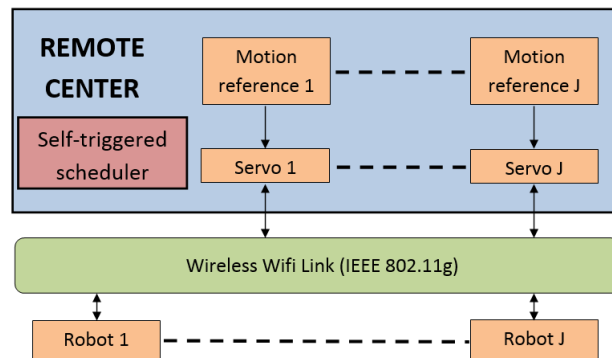 REMOTE
CENTER
Self-triggered
scheduler
Motion
reference 1
Motion
reference J
Servo 1
Servo J
Wireless Wifi Link (IEEE 802.11g)
Robot 1
Robot J